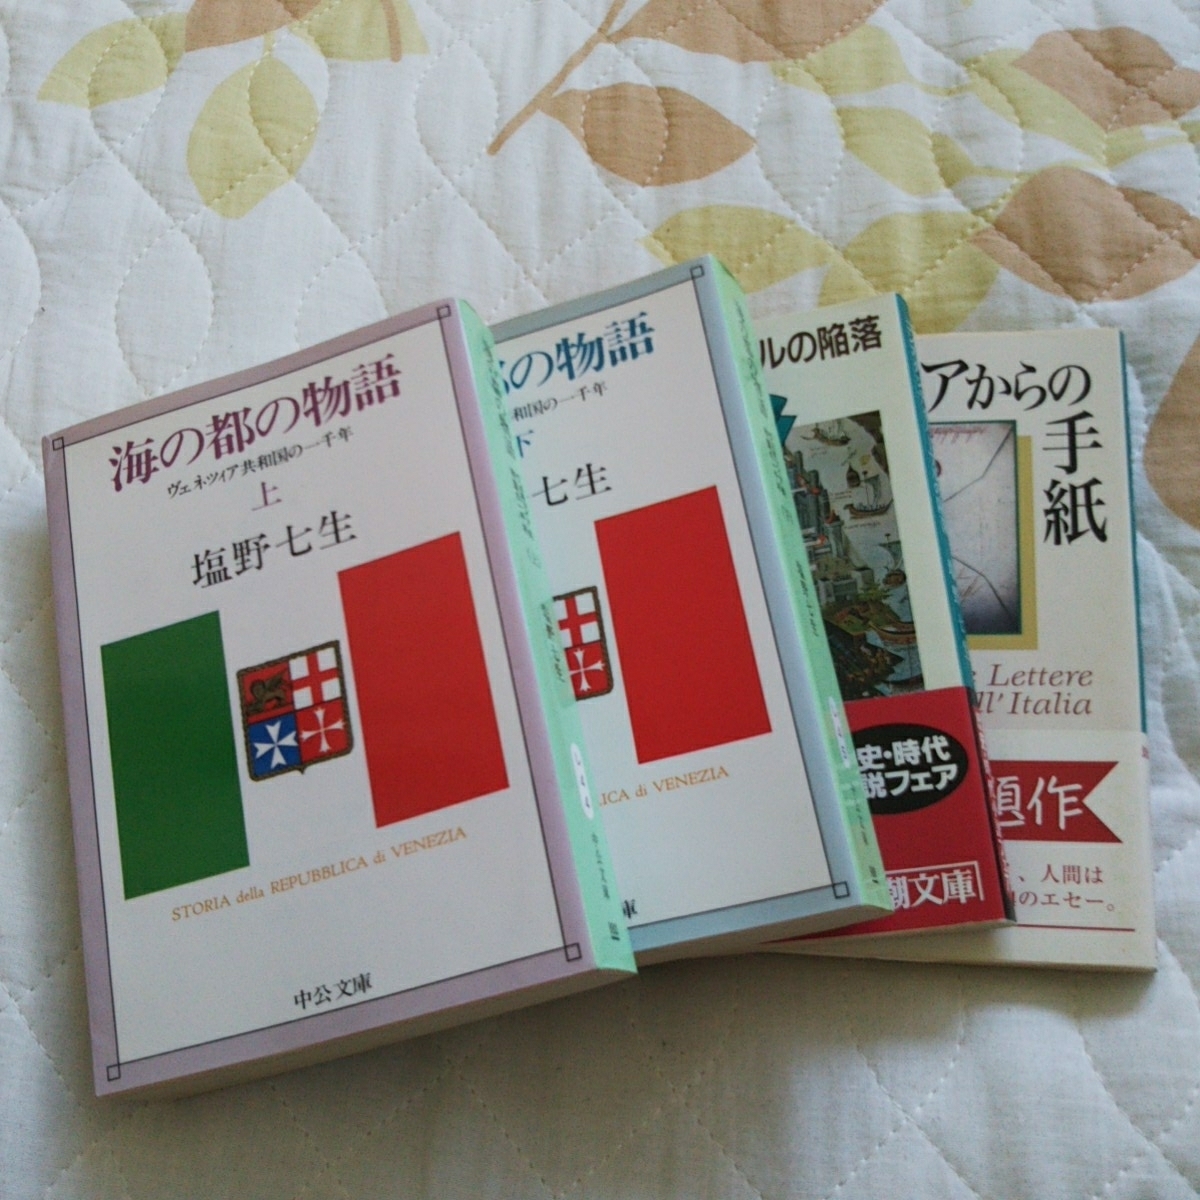 海の都の物語
ヴェネツィア共和国の一千年
上
塩野七生
STORIA della REPUBBLICA di VENEZIA
中公文庫
の物語
和国の一千年
下
七生
LICA di VENEZIA
庫
ルの陥落
史・時代
説フェア
潮文庫
アからの
手紙
Lettere
ll'Italia
作
、人間は
のエセー。